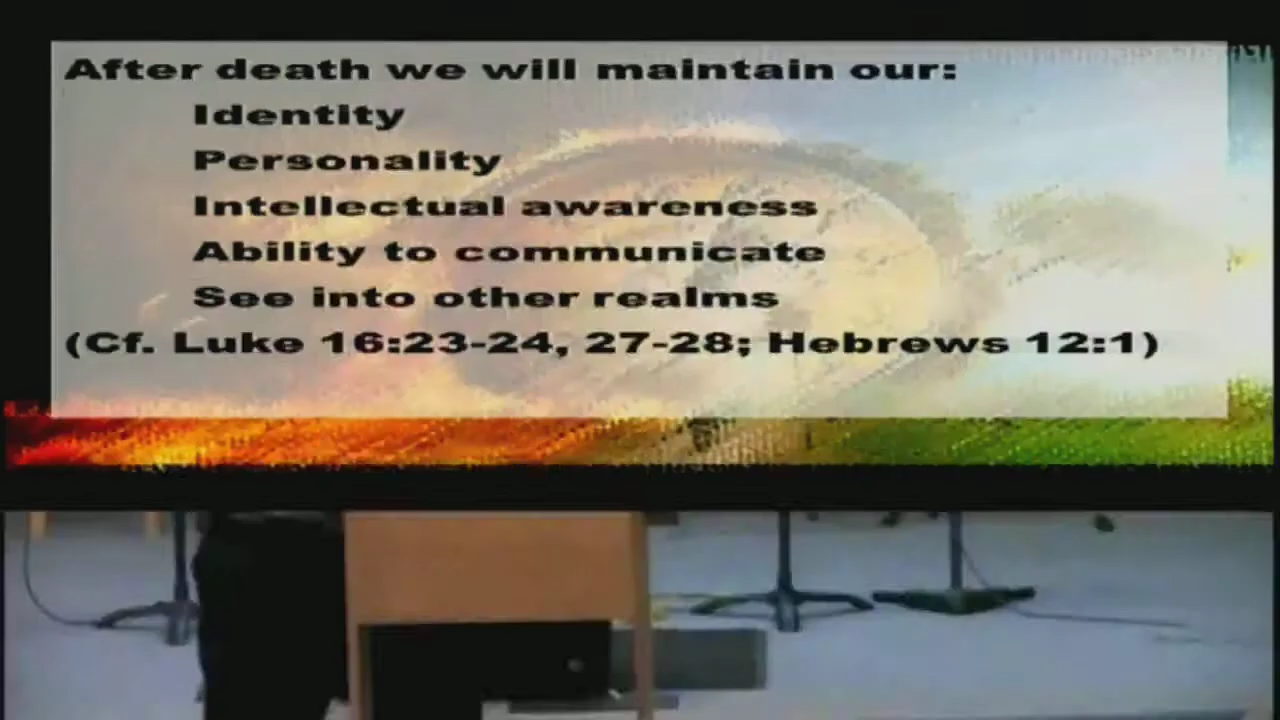 After death we will maintain our:
Identity
Personality
Intellectual awareness
Ability to communicate
See into other realms
(Cf. Luke 16:23-24, 27-28; Hebrews 12:1)